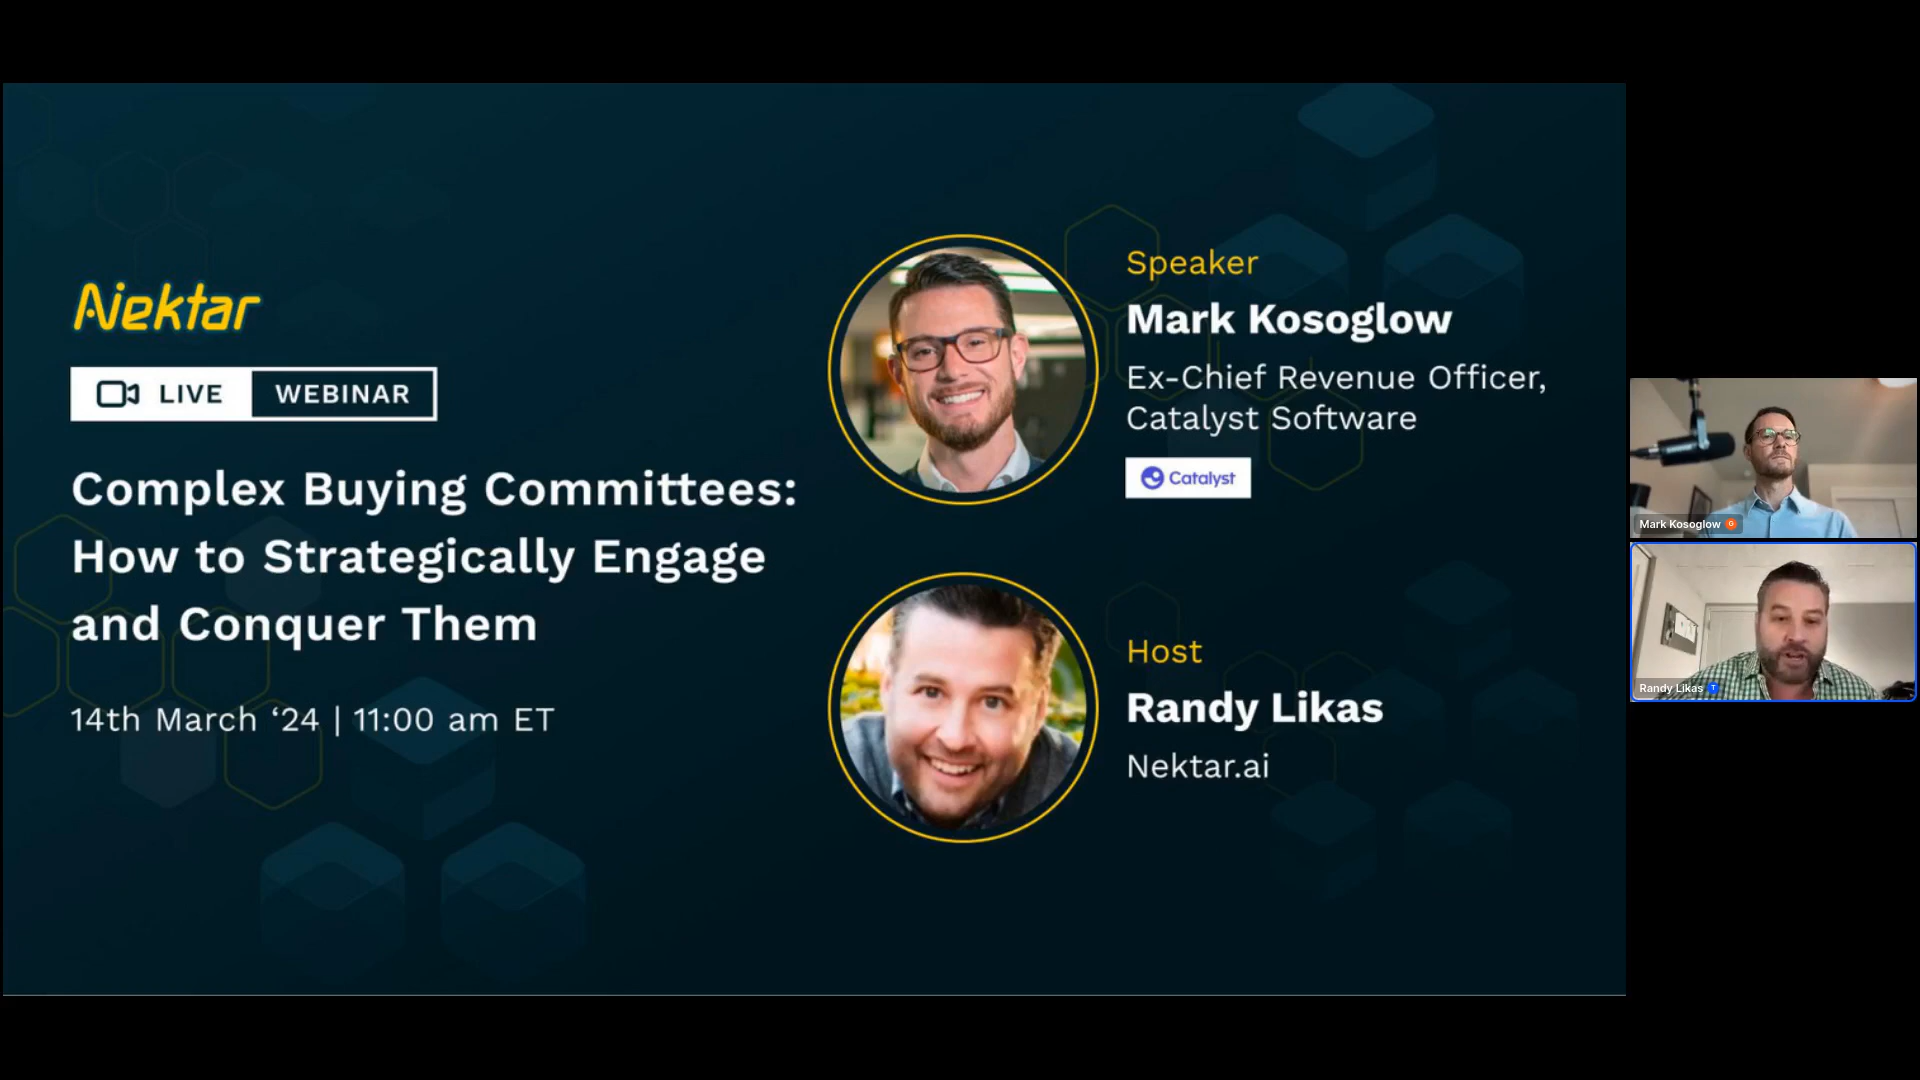 Nektar
LIVE WEBINAR
Complex Buying Committees:
How to Strategically Engage
and Conquer Them
14th March ‘24 | 11:00 am ET
Speaker
Mark Kosoglow
Ex-Chief Revenue Officer,
Catalyst Software
Catalyst
Host
Randy Likas
Nektar.ai
Mark Kosoglow
Randy Likas